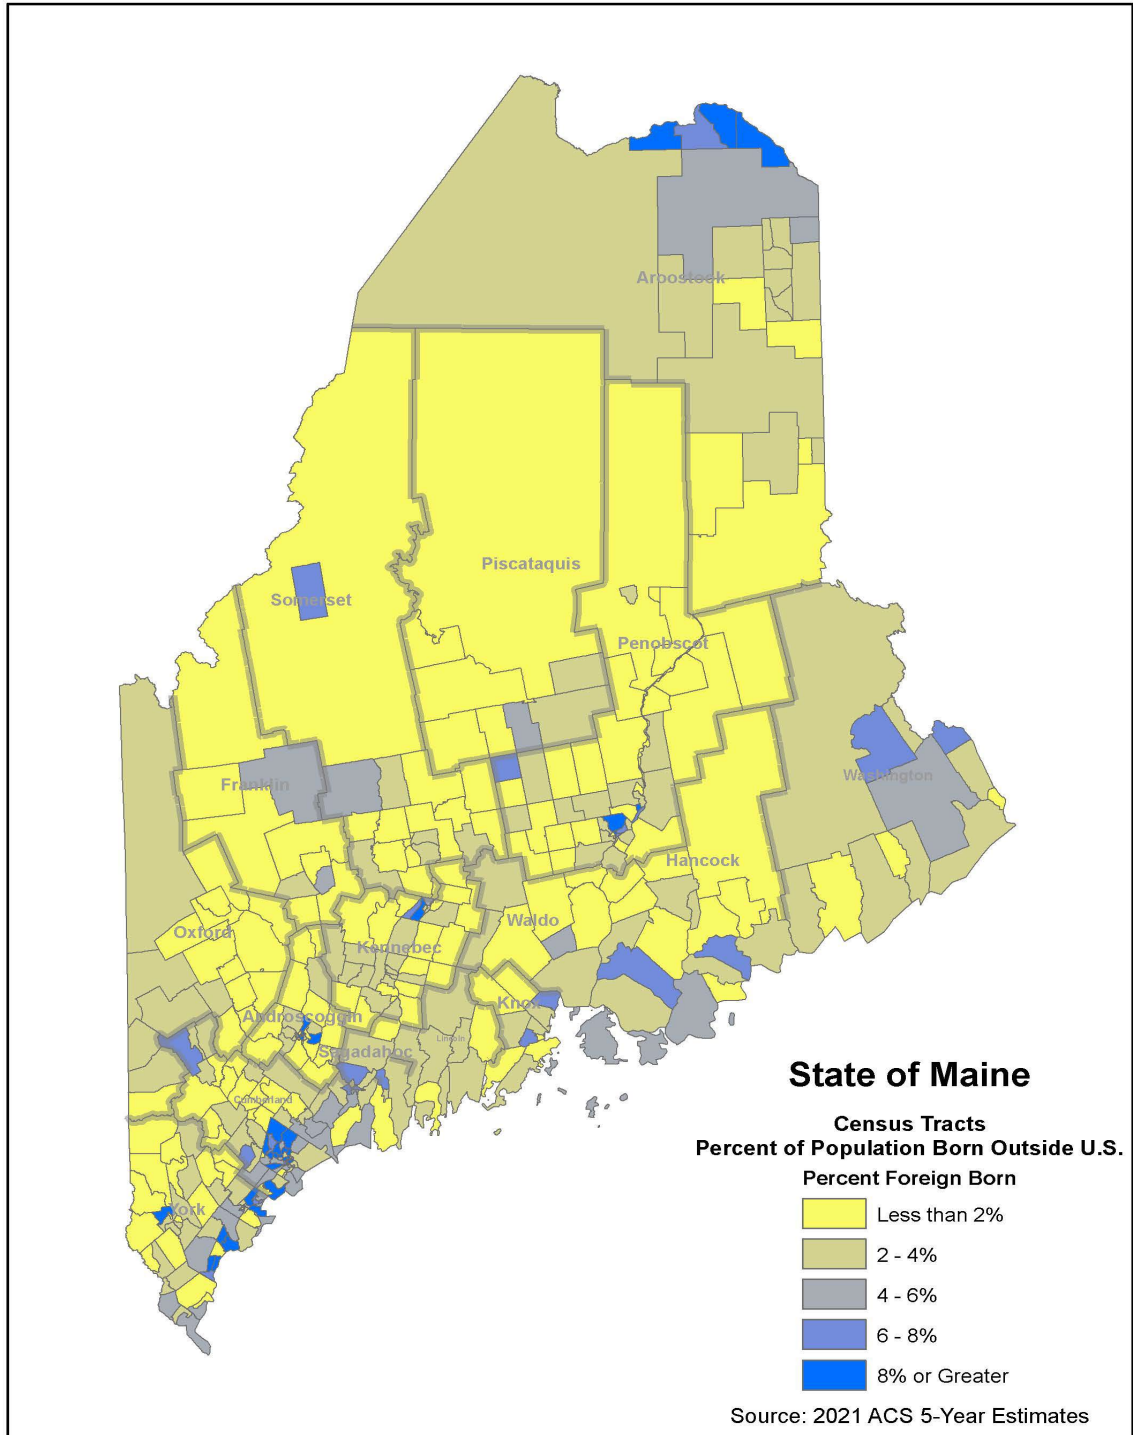 Aroostook
Piscataquis
Somerset
Penobscot
Franklin
Washington
Hancock
Oxford
Waldo
Kennebec
Knox
Androscoggin
Lincoln
Sagadahoc
Cumberland
York
State of Maine
Census Tracts
Percent of Population Born Outside U.S.
Percent Foreign Born
Less than 2%
2 - 4%
4 - 6%
6 - 8%
8% or Greater
Source: 2021 ACS 5-Year Estimates